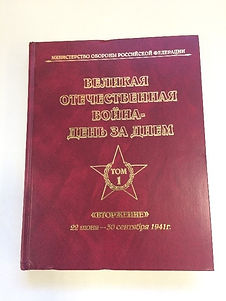 МИНИСТЕРСТВО ОБОРОНЫ РОССИЙСКОЙ ФЕДЕРАЦИИ
ВЕЛИКАЯ
ОТЕЧЕСТВЕННАЯ
ВОЙНА-
ДЕНЬ ЗА ДНЕМ
ТОМ
1
«ВТОРЖЕНИЕ»
22 июня — 30 сентября 1941г.